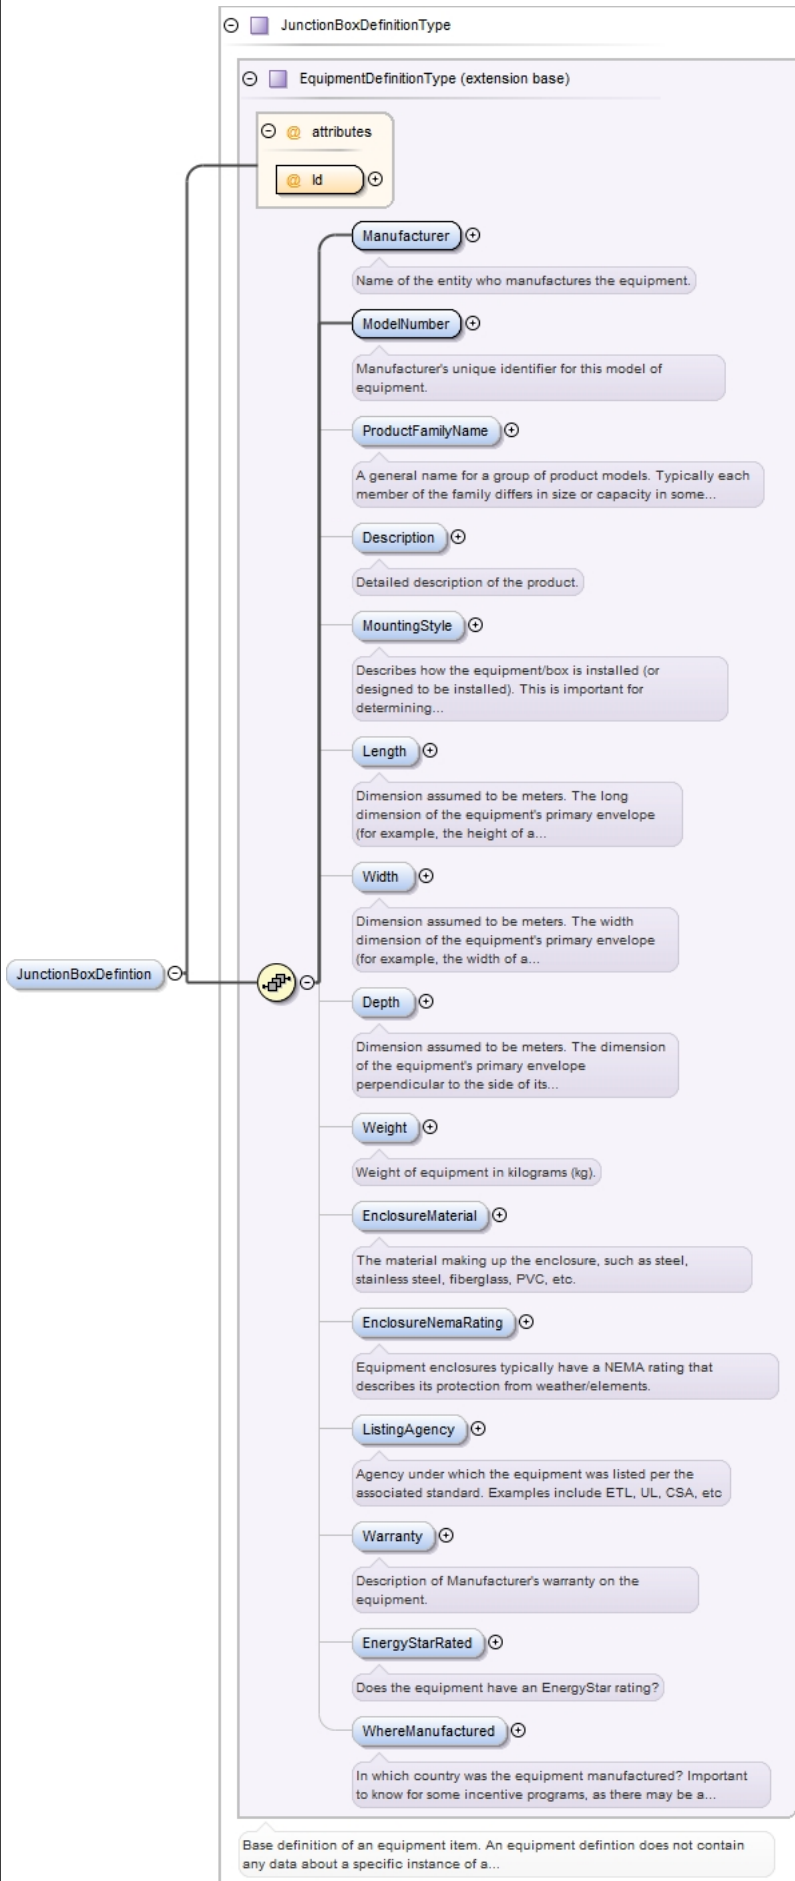 JunctionBoxDefinitionType
EquipmentDefinitionType (extension base)
@ attributes
@ Id
Manufacturer
Name of the entity who manufactures the equipment.
ModelNumber
Manufacturer's unique identifier for this model of
equipment.
ProductFamilyName
A general name for a group of product models. Typically each
member of the family differs in size or capacity in some...
Description
Detailed description of the product.
MountingStyle
Describes how the equipment/box is installed (or
designed to be installed). This is important for
determining...
Length
Dimension assumed to be meters. The long
dimension of the equipment's primary envelope
(for example, the height of a...
Width
Dimension assumed to be meters. The width
dimension of the equipment's primary envelope
(for example, the width of a...
JunctionBoxDefintion
Depth
Dimension assumed to be meters. The dimension
of the equipment's primary envelope
perpendicular to the side of its...
Weight
Weight of equipment in kilograms (kg).
EnclosureMaterial
The material making up the enclosure, such as steel,
stainless steel, fiberglass, PVC, etc.
EnclosureNemaRating
Equipment enclosures typically have a NEMA rating that
describes its protection from weather/elements.
ListingAgency
Agency under which the equipment was listed per the
associated standard. Examples include ETL, UL, CSA, etc
Warranty
Description of Manufacturer's warranty on the
equipment.
EnergyStarRated
Does the equipment have an EnergyStar rating?
WhereManufactured
In which country was the equipment manufactured? Important
to know for some incentive programs, as there may be a...
Base definition of an equipment item. An equipment defintion does not contain
any data about a specific instance of a...